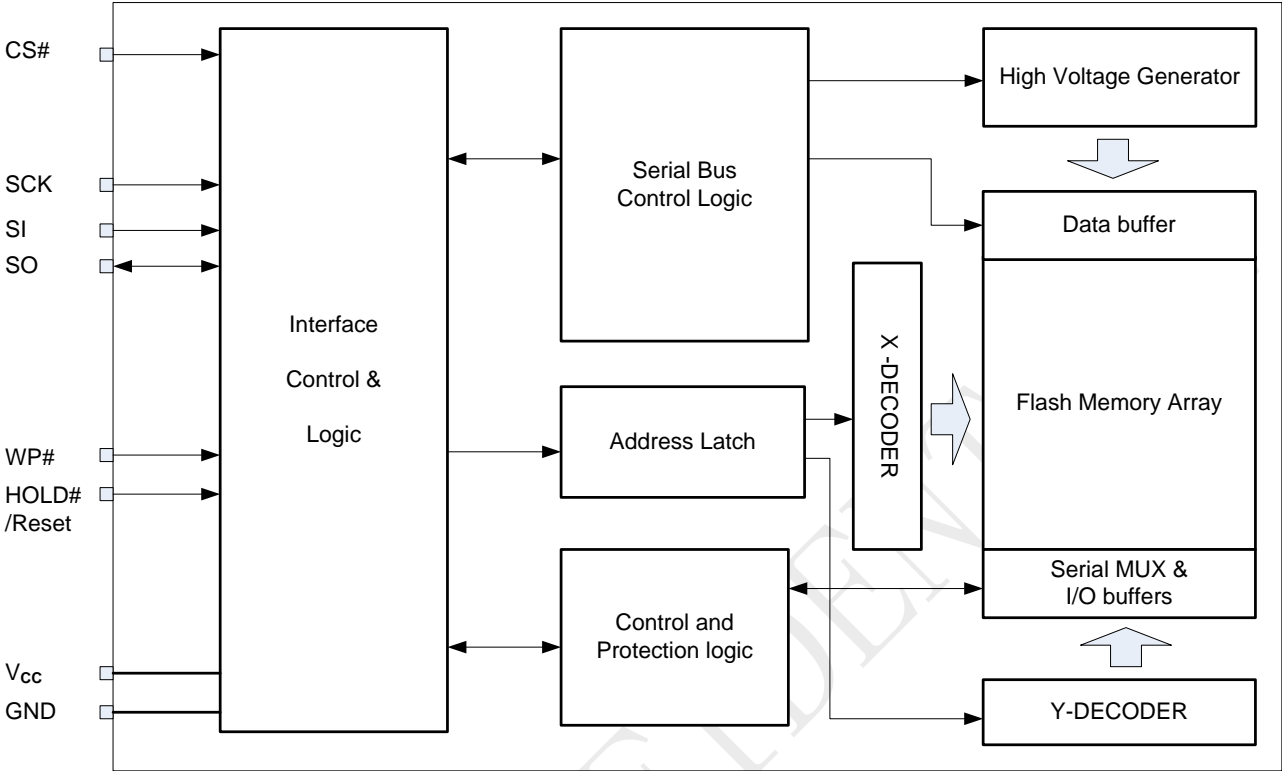 CS#
SCK
SI
SO
WP#
HOLD#
/Reset
Vcc
GND
Interface
Control &
Logic
Serial Bus
Control Logic
Address Latch
Control and
Protection logic
X -DECODER
High Voltage Generator
Data buffer
Flash Memory Array
Serial MUX &
I/O buffers
Y-DECODER